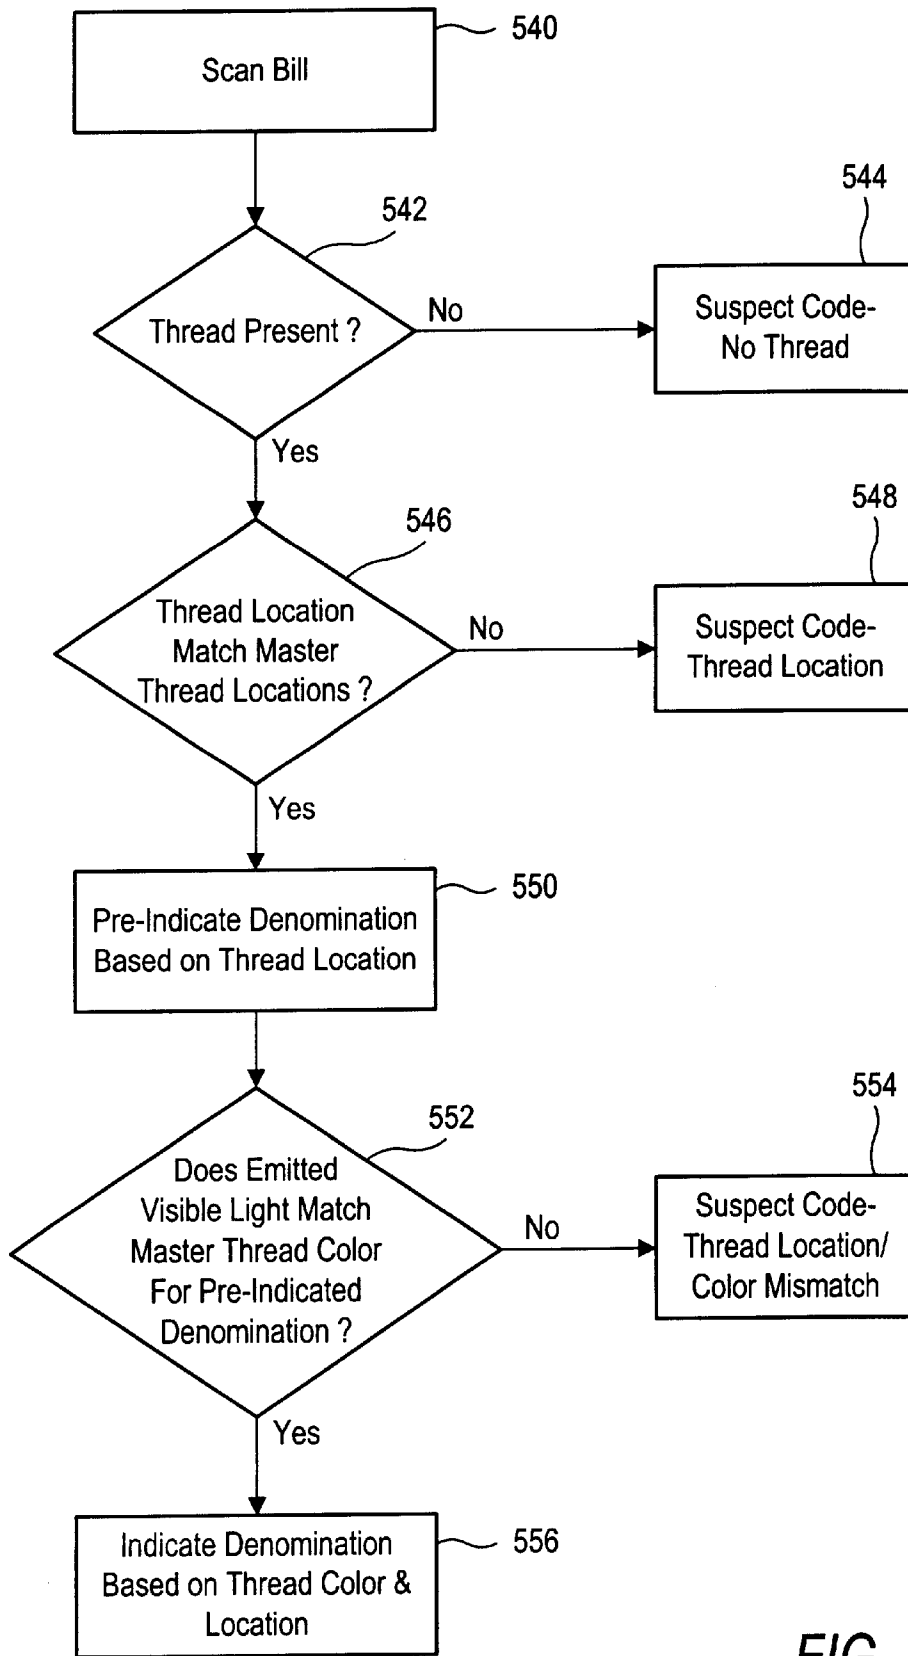 Scan Bill
540
542
Thread Present ?
No
544
Suspect Code-
No Thread
Yes
546
Thread Location
Match Master
Thread Locations ?
No
548
Suspect Code-
Thread Location
Yes
550
Pre-Indicate Denomination
Based on Thread Location
552
Does Emitted
Visible Light Match
Master Thread Color
For Pre-Indicated
Denomination ?
No
554
Suspect Code-
Thread Location/
Color Mismatch
Yes
556
Indicate Denomination
Based on Thread Color &
Location
FIG